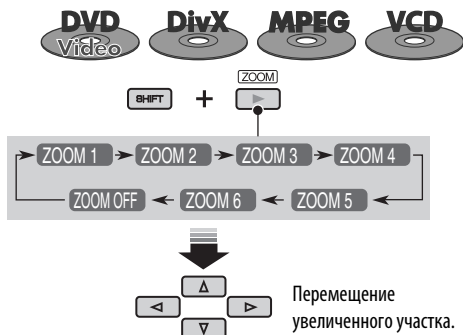 DVD Video DivX MPEG VCD
ZOOM
SHIFT +
ZOOM 1 ZOOM 2 ZOOM 3 ZOOM 4
ZOOM OFF ZOOM 6 ZOOM 5
Перемещение
увеличенного участка.